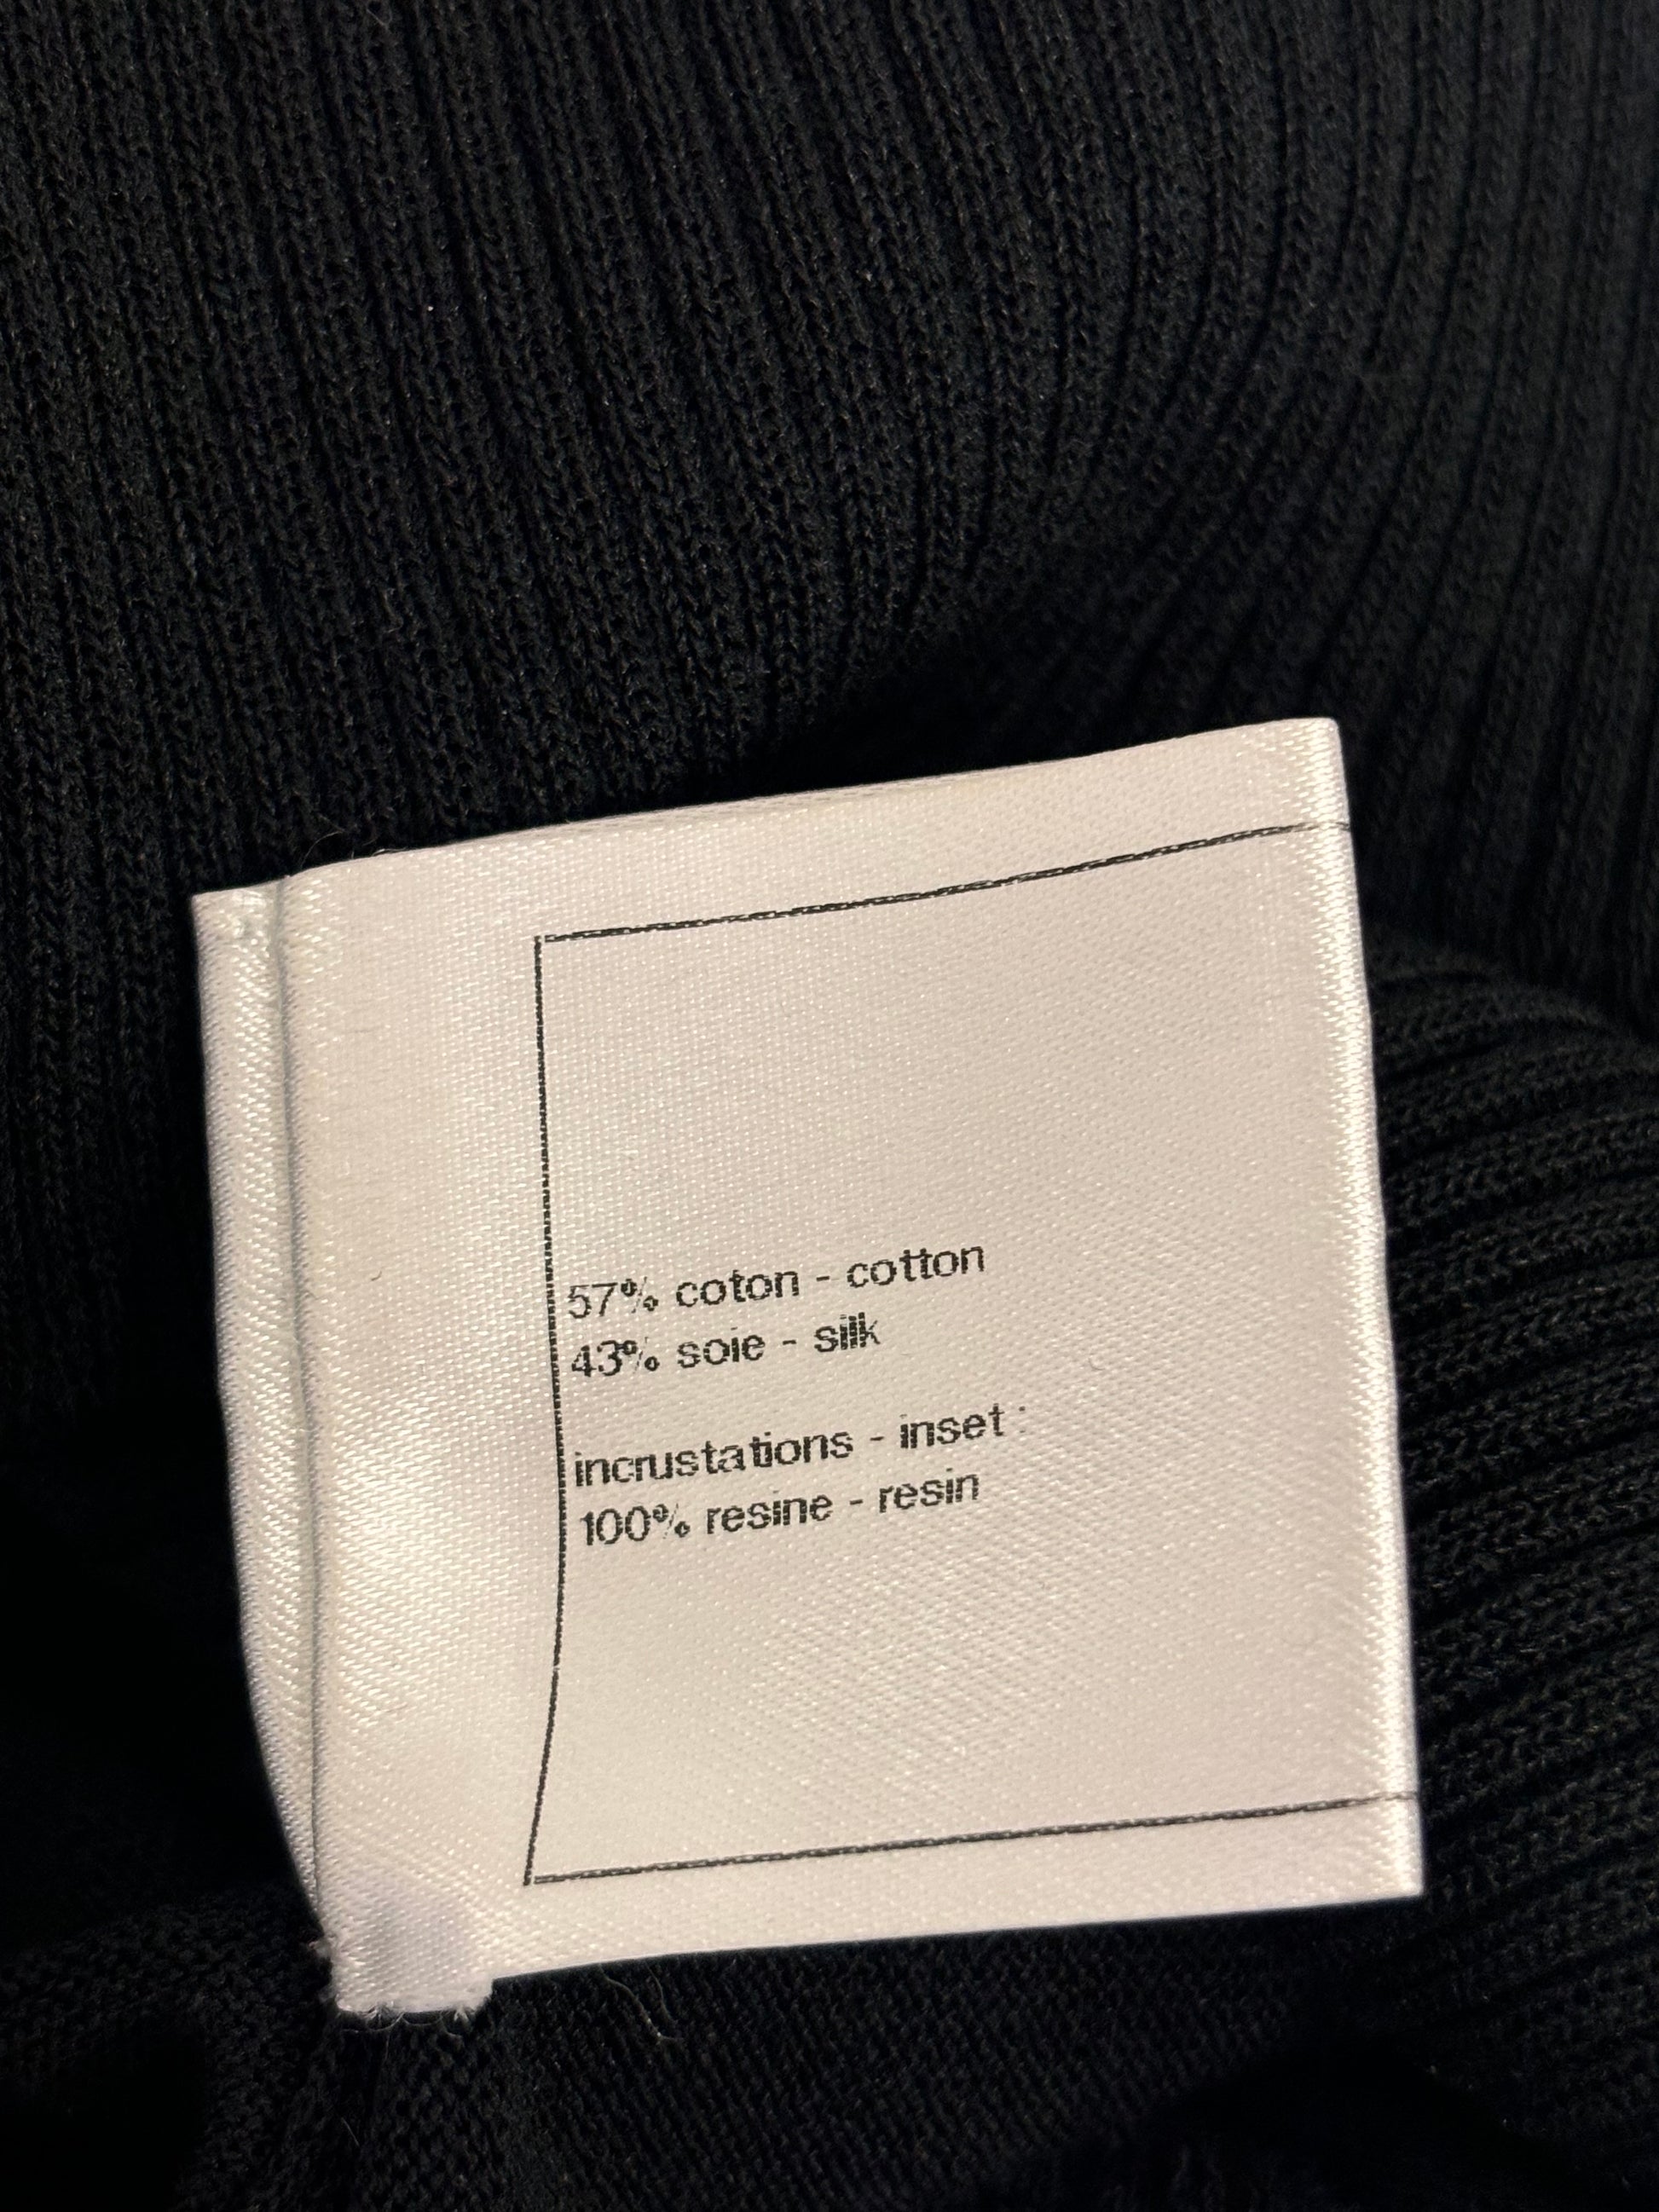 57% coton - cotton
43% soie - silk
incrustations - inset :
100% resine - resin